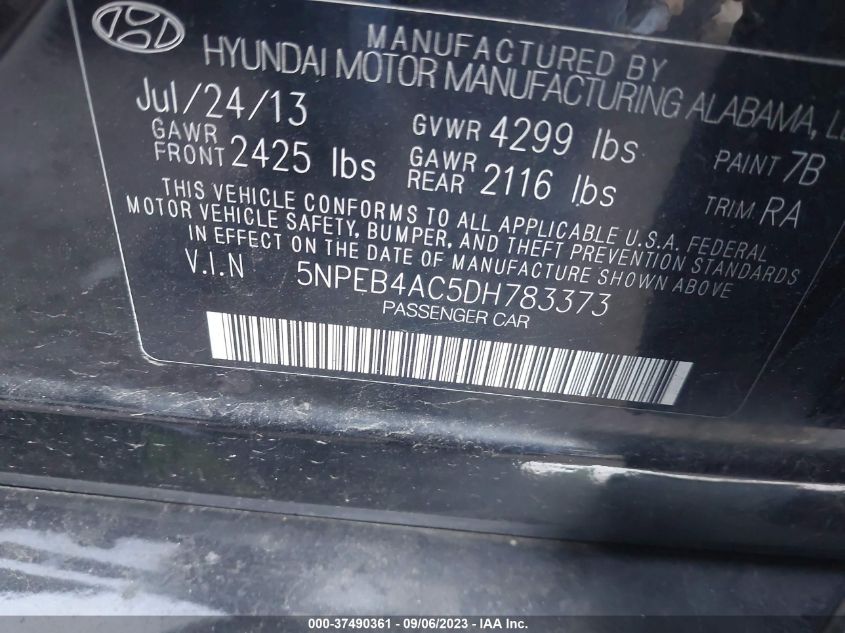 MANUFACTURED BY
HYUNDAI MOTOR MANUFACTURING ALABAMA,
Jul/24/13 GVWR 4299 lbs PAINT 7B
GAWR FRONT 2425 lbs GAWR REAR 2116 lbs TRIM RA
THIS VEHICLE CONFORMS TO ALL APPLICABLE U.S.A. FEDERAL
MOTOR VEHICLE SAFETY, BUMPER, AND THEFT PREVENTION STANDARDS
IN EFFECT ON THE DATE OF MANUFACTURE SHOWN ABOVE
V.I.N 5NPEB4AC5DH783373
PASSENGER CAR
000-37490361 - 09/06/2023 - IAA Inc.